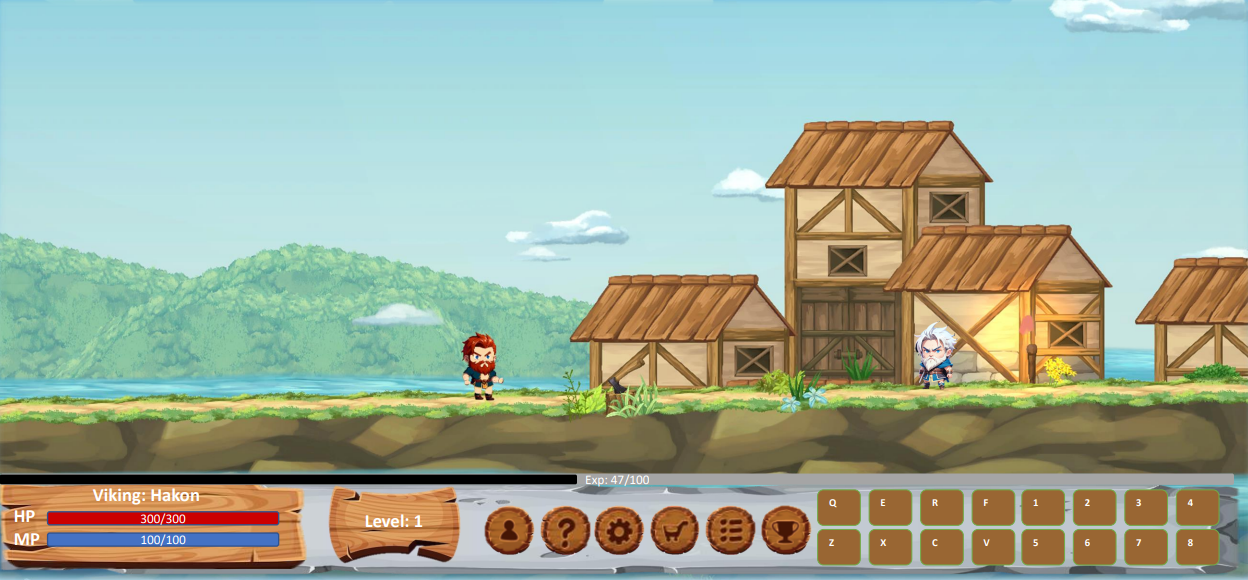 Exp: 47/100
Viking: Hakon
HP 300/300
MP 100/100
Level: 1
?
Q E R F 1 2 3 4
Z X C V 5 6 7 8